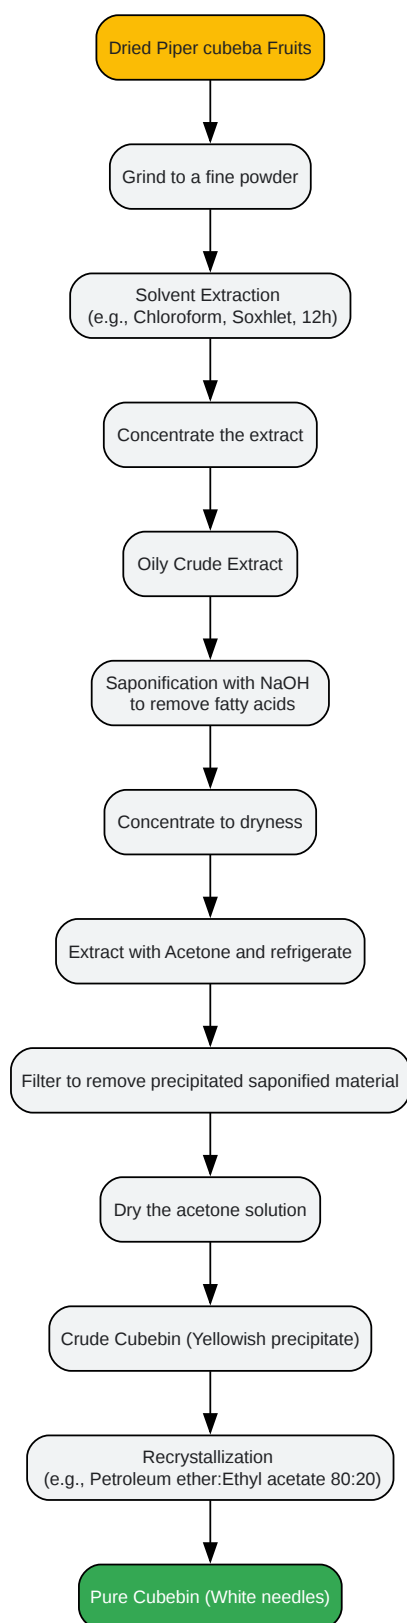 Dried Piper cubeba Fruits
Grind to a fine powder
Solvent Extraction
(e.g., Chloroform, Soxhlet, 12h)
Concentrate the extract
Oily Crude Extract
Saponification with NaOH
to remove fatty acids
Concentrate to dryness
Extract with Acetone and refrigerate
Filter to remove precipitated saponified material
Dry the acetone solution
Crude Cubebin (Yellowish precipitate)
Recrystallization
(e.g., Petroleum ether:Ethyl acetate 80:20)
Pure Cubebin (White needles)